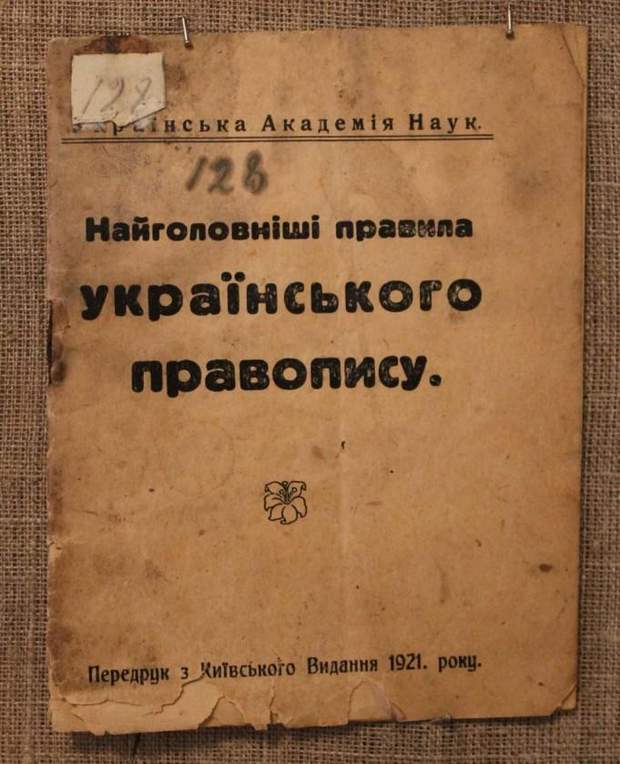 128
Українська Академія Наук.
128
Найголовніші правила
українського
правопису.
Передрук з Київського Видання 1921. року.